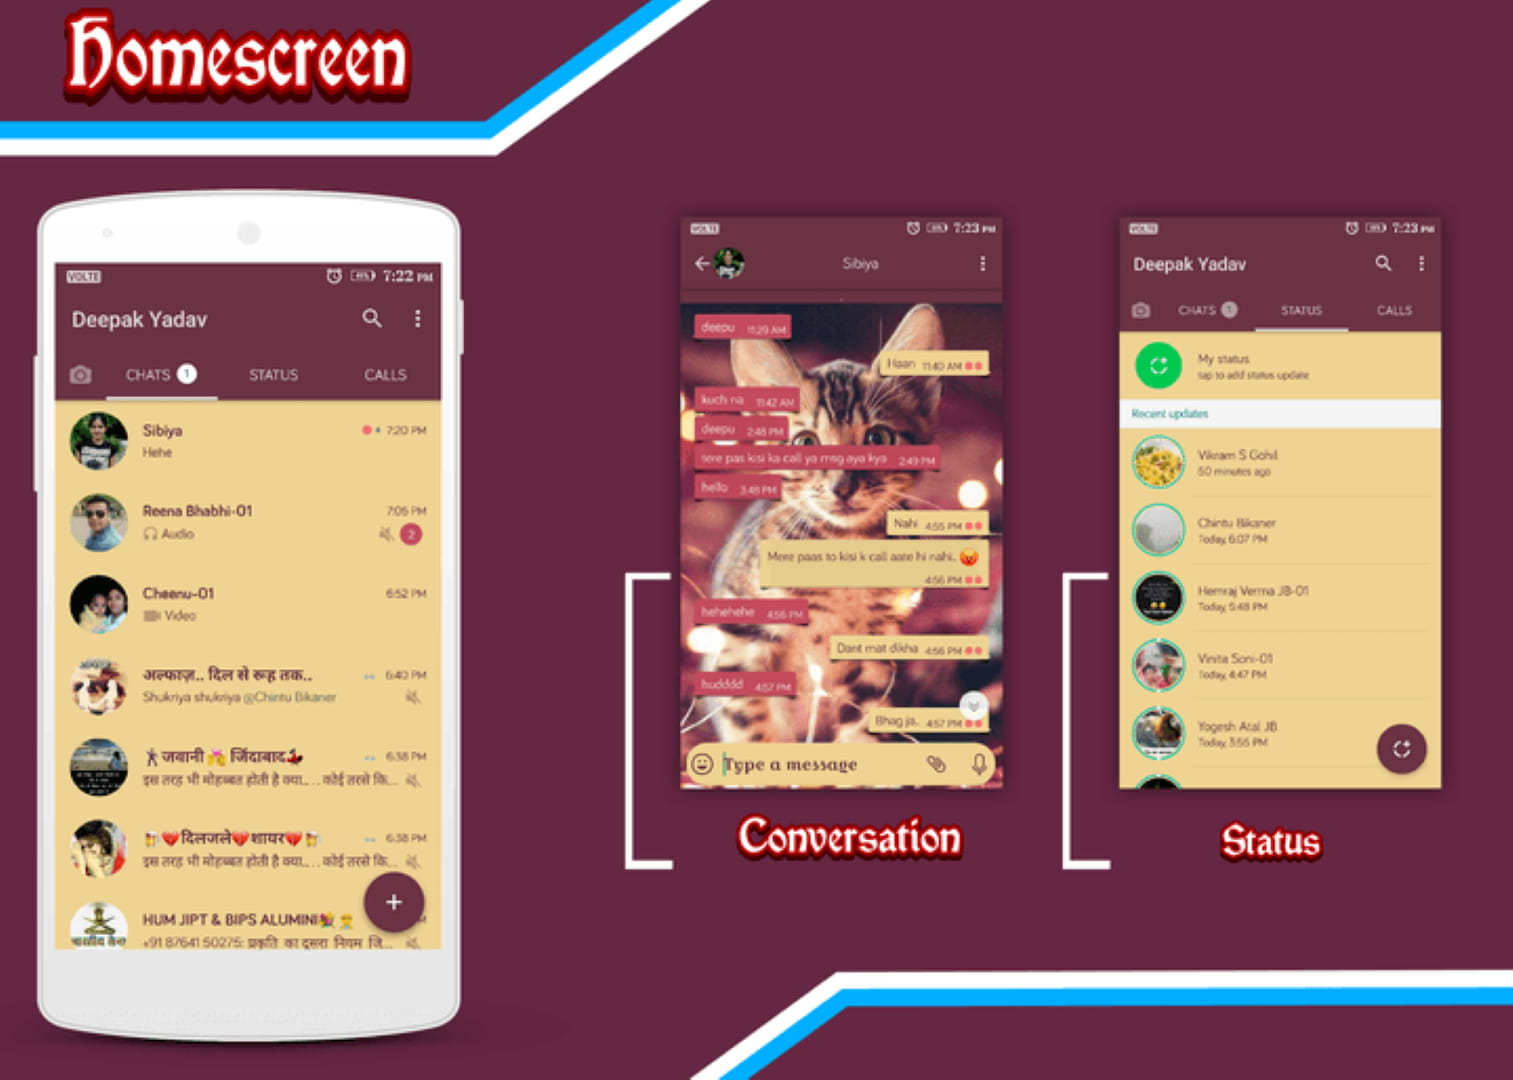 Homescreen
VOLTE 7:22 PM
Deepak Yadav
CHATS 1 STATUS CALLS
Sibiya 7:20 PM
Hehe
Reena Bhabhi-01 7:05 PM
Audio 2
Cheenu-01 6:52 PM
Video
अल्फाज़.. दिल से रूह तक.. 6:40 PM
Shukriya shukriya @Chintu Bikaner
जवानी जिंदाबाद 6:38 PM
इस तरह भी मोहब्बत होती है क्या.... कोई तरसे कि...
दिलजले शायर 6:38 PM
इस तरह भी मोहब्बत होती है क्या.... कोई तरसे कि...
HUM JIPT & BIPS ALUMINI
+91 87641 50275: प्रकृति का दूसरा नियम जि...
VOLTE 7:23 PM
Sibiya
deepu 11:29 AM
Haan 11:40 AM
kuch na 11:42 AM
deepu 2:48 PM
tere pas kisi ka call ya msg aya kya 2:49 PM
hello 3:48 PM
Nahi 4:55 PM
Mere paas to kisi k call aate hi nahi.
4:56 PM
hehehehe 4:56 PM
Dant mat dikha 4:56 PM
hudddd 4:57 PM
Bhag ja.. 4:57 PM
Type a message
Conversation
VOLTE 7:23 PM
Deepak Yadav
CHATS 1 STATUS CALLS
My status
tap to add status update
Recent updates
Vikram S Gohil
50 minutes ago
Chintu Bikaner
Today, 6:07 PM
Hemraj Verma JB-01
Today, 5:48 PM
Vinita Soni-01
Today, 4:47 PM
Yogesh Atal JB
Today, 3:55 PM
Status